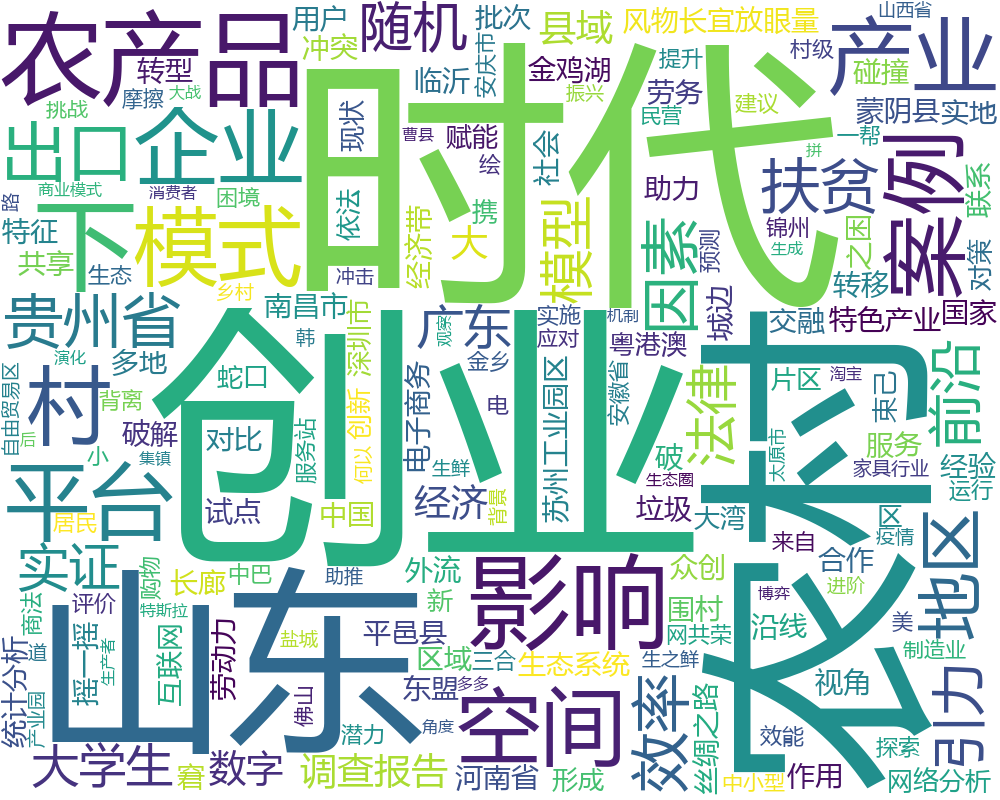 农产品
时代
随机
产业
用户
批次
冲突
县域
风物长宜放眼量
山西省
转型
安庆市
提升
村级
摩擦
大战
临沂
金鸡湖
劳务
碰撞
挑战
振兴
建议
蒙阴县
实地
出口
企业
现状
曹县
赋能
社会
民营
一帮
拼
商业模式
消费者
绘
助力
扶贫
案例
联系
路
下
困境
依法
携
模式
特征
经济带
大
模型
因素
预测
锦州
之困
对策
共享
生态
冲击
生成
乡村
转移
贵州省
南昌市
广东
实施
机制
城边
交融
特色产业
国家
韩
深圳市
观察
应对
粤港澳
演化
多地
金乡
自由贸易区
村
背离
蛇口
创业
电子商务
电
苏州工业园区
安徽省
法律
片区
淘宝
来己
前沿
农村
后
破解
对比
何以
创新
小
集镇
服务站
生鲜
破
太原市
服务
家具行业
经验
生态圈
平台
试点
中国
经济
背景
垃圾
大湾
区
运行
居民
疫情
来自
合作
地区
实证
购物
长廊
中巴
助推
外流
影响
众创
博弈
进阶
商法
评价
特斯拉
山东
新
围村
美
道
互联网
劳动力
盐城
平邑县
网共荣
沿线
制造业
统计分析
摇一摇
生产者
区域
三合
生态系统
生之鲜
东盟
多多
视角
引力
产业园
佛山
空间
效率
丝绸之路
潜力
角度
效能
探索
大学生
窘
数字
调查报告
河南省
形成
中小型
作用
网络分析